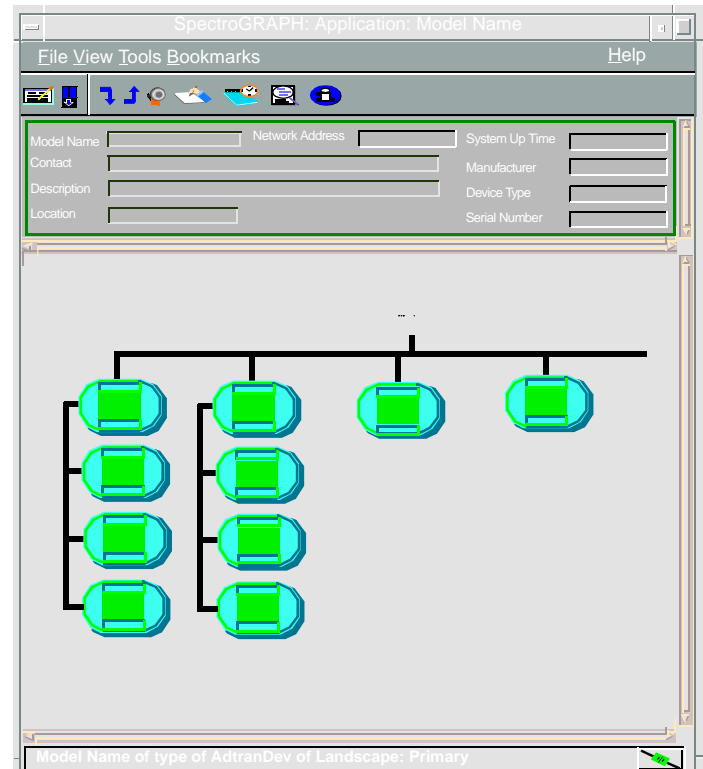 SpectroGRAPH: Application: Model Name
File View Tools Bookmarks Help
Model Name Network Address System Up Time
Contact Manufacturer
Description Device Type
Location Serial Number
Model Name of type of AdtranDev of Landscape: Primary